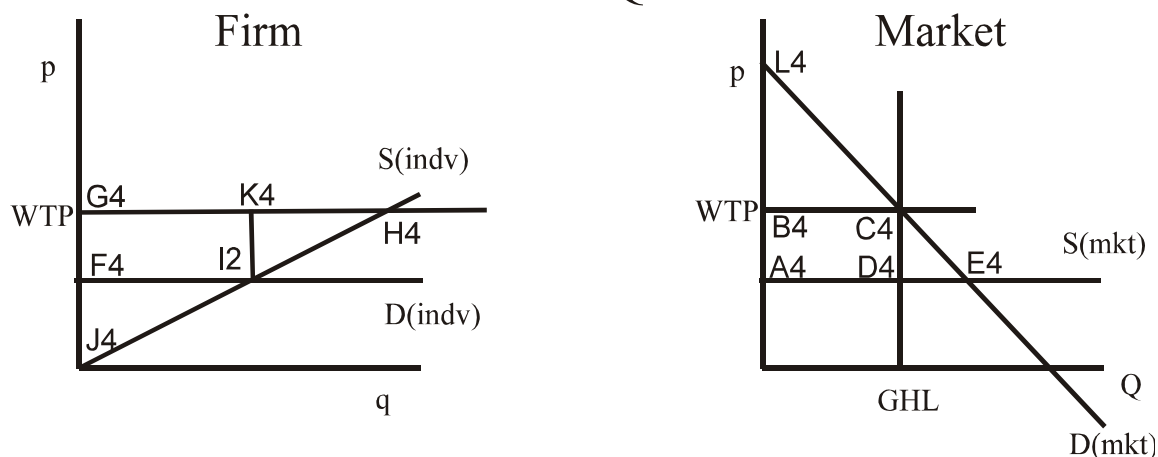 Firm
p
S(indv)
G4
K4
WTP
H4
F4
I2
D(indv)
J4
q
Market
p
L4
WTP
B4
C4
S(mkt)
A4
D4
E4
GHL
Q
D(mkt)